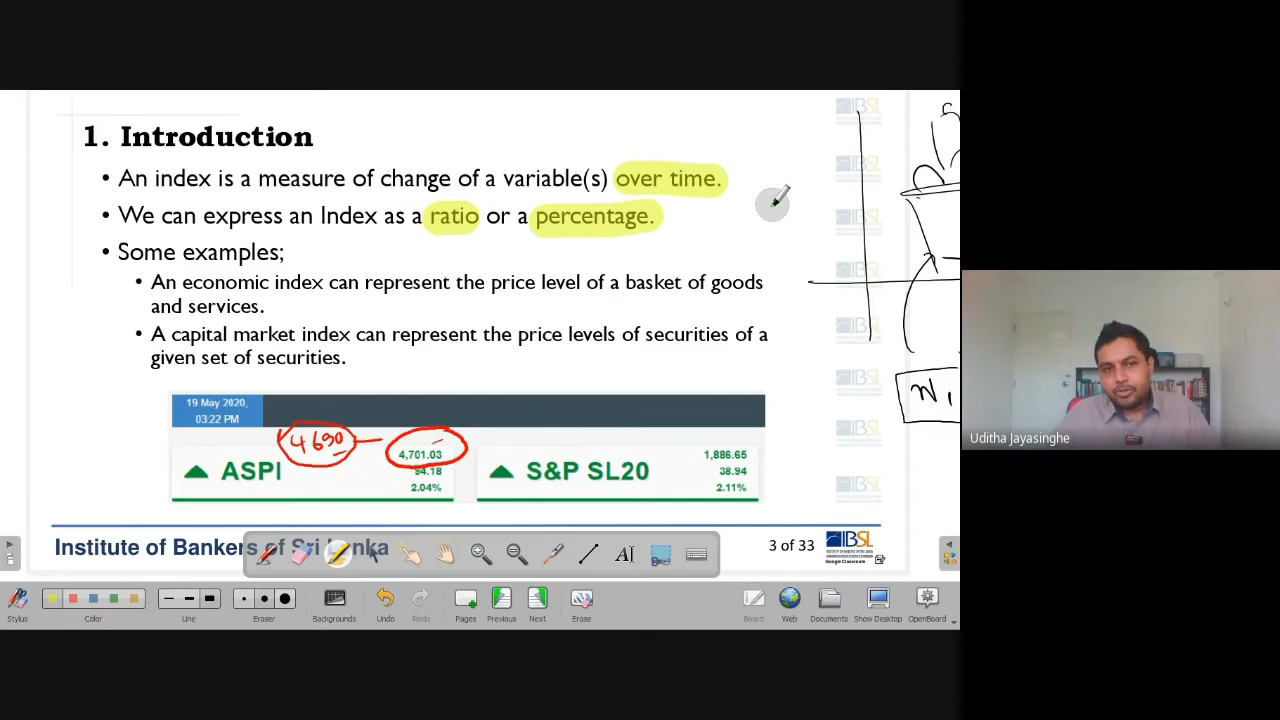 1. Introduction
• An index is a measure of change of a variable(s) over time.
• We can express an Index as a ratio or a percentage.
• Some examples;
• An economic index can represent the price level of a basket of goods
and services.
• A capital market index can represent the price levels of securities of a
given set of securities.
19 May 2020,
03:22 PM
4690
ASPI
4,701.03
94.18
2.04%
S&P SL20
1,886.65
38.94
2.11%
Institute of Bankers of Sri Lanka
3 of 33
IBSL
Google Classroom
N1
Uditha Jayasinghe
Stylus
Color
Line
Eraser
Backgrounds
Undo
Redo
Pages
Previous
Next
Erase
Board
Web
Documents
Show Desktop
OpenBoard